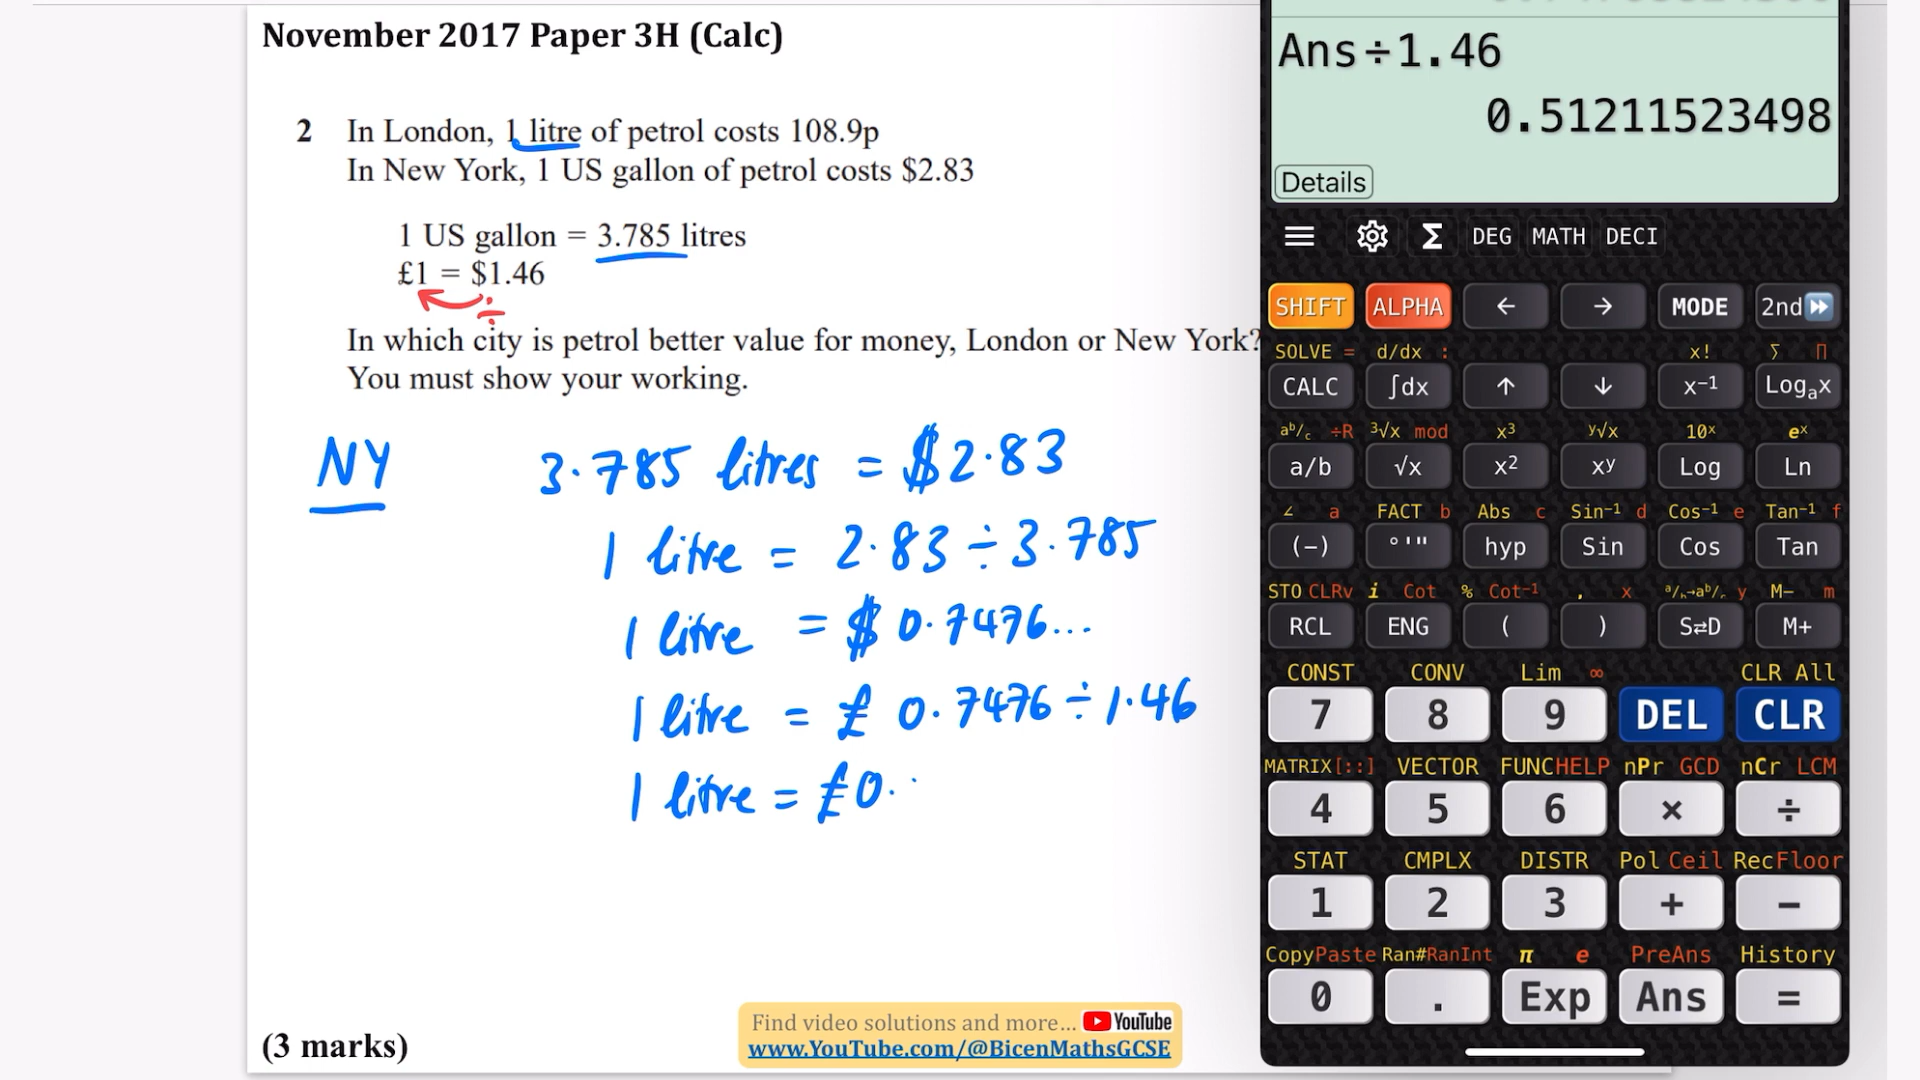 November 2017 Paper 3H (Calc)
2 In London, 1 litre of petrol costs 108.9p
In New York, 1 US gallon of petrol costs $2.83
1 US gallon = 3.785 litres
£1 = $1.46
÷
In which city is petrol better value for money, London or New York?
You must show your working.
NY 3.785 litres = $2.83
1 litre = 2.83 ÷ 3.785
1 litre = $ 0.7476...
1 litre = £ 0.7476 ÷ 1.46
1 litre = £0.
(3 marks)
Find video solutions and more... YouTube
www.YouTube.com/@BicenMathsGCSE
Ans÷1.46
0.51211523498
Details
Σ DEG MATH DECI
SHIFT ALPHA ← → MODE 2nd
SOLVE = d/dx : x! ∑ ∏
CALC ∫dx ↑ ↓ x⁻¹ Logₐx
ab/c ÷R ³√x mod x³ ʸ√x 10ˣ eˣ
a/b √x x² xʸ Log Ln
∠ a FACT b Abs c Sin⁻¹ d Cos⁻¹ e Tan⁻¹ f
(−) °'" hyp Sin Cos Tan
STO CLRv i Cot % Cot⁻¹ , x y M− m
RCL ENG ( ) S⇄D M+
CONST CONV Lim ∞ CLR All
7 8 9 DEL CLR
MATRIX[::] VECTOR FUNC HELP nPr GCD nCr LCM
4 5 6 × ÷
STAT CMPLX DISTR Pol Ceil Rec Floor
1 2 3 + −
Copy Paste Ran# RanInt π e PreAns History
0 . Exp Ans =